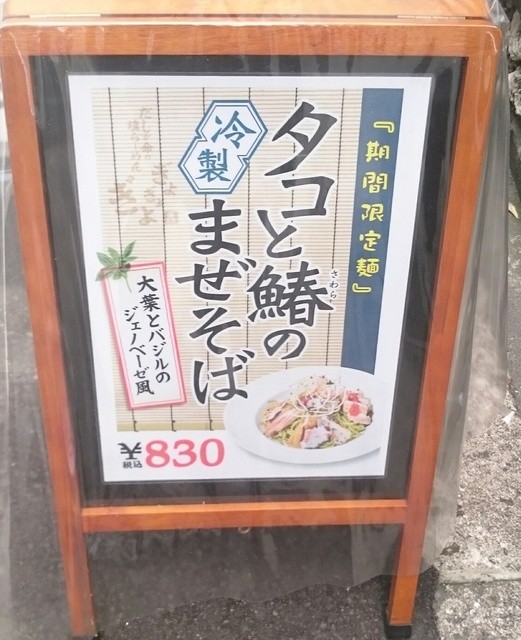 『期間限定麺』
タコと鰆の
さわら
冷製
まぜそば
大葉とバジルの
ジェノベーゼ風
¥830
税込